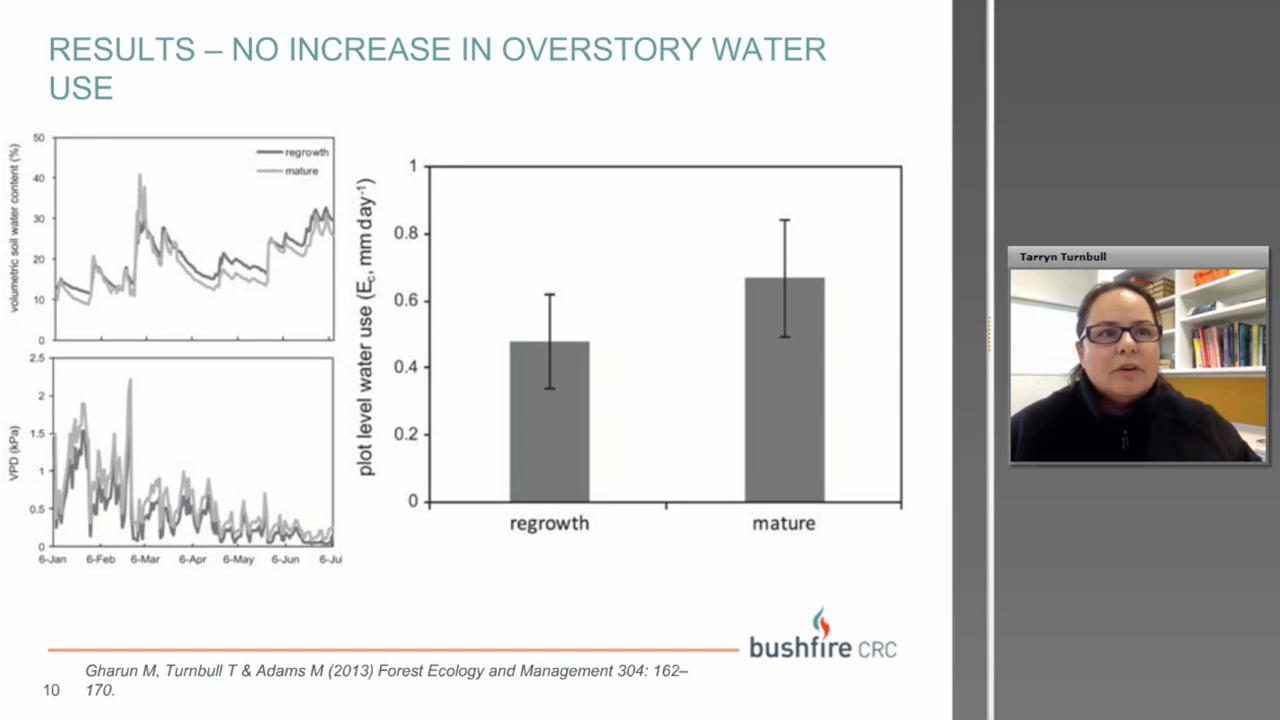 RESULTS – NO INCREASE IN OVERSTORY WATER
USE
volumetric soil water content (%)
50
40
30
20
10
0
regrowth
mature
VPD (kPa)
2.5
2
1.5
1
0.5
0
6-Jan 6-Feb 6-Mar 6-Apr 6-May 6-Jun 6-Jul
plot level water use (Ec, mm day-1)
1
0.8
0.6
0.4
0.2
0
regrowth mature
Tarryn Turnbull
bushfire CRC
Gharun M, Turnbull T & Adams M (2013) Forest Ecology and Management 304: 162–
10 170.